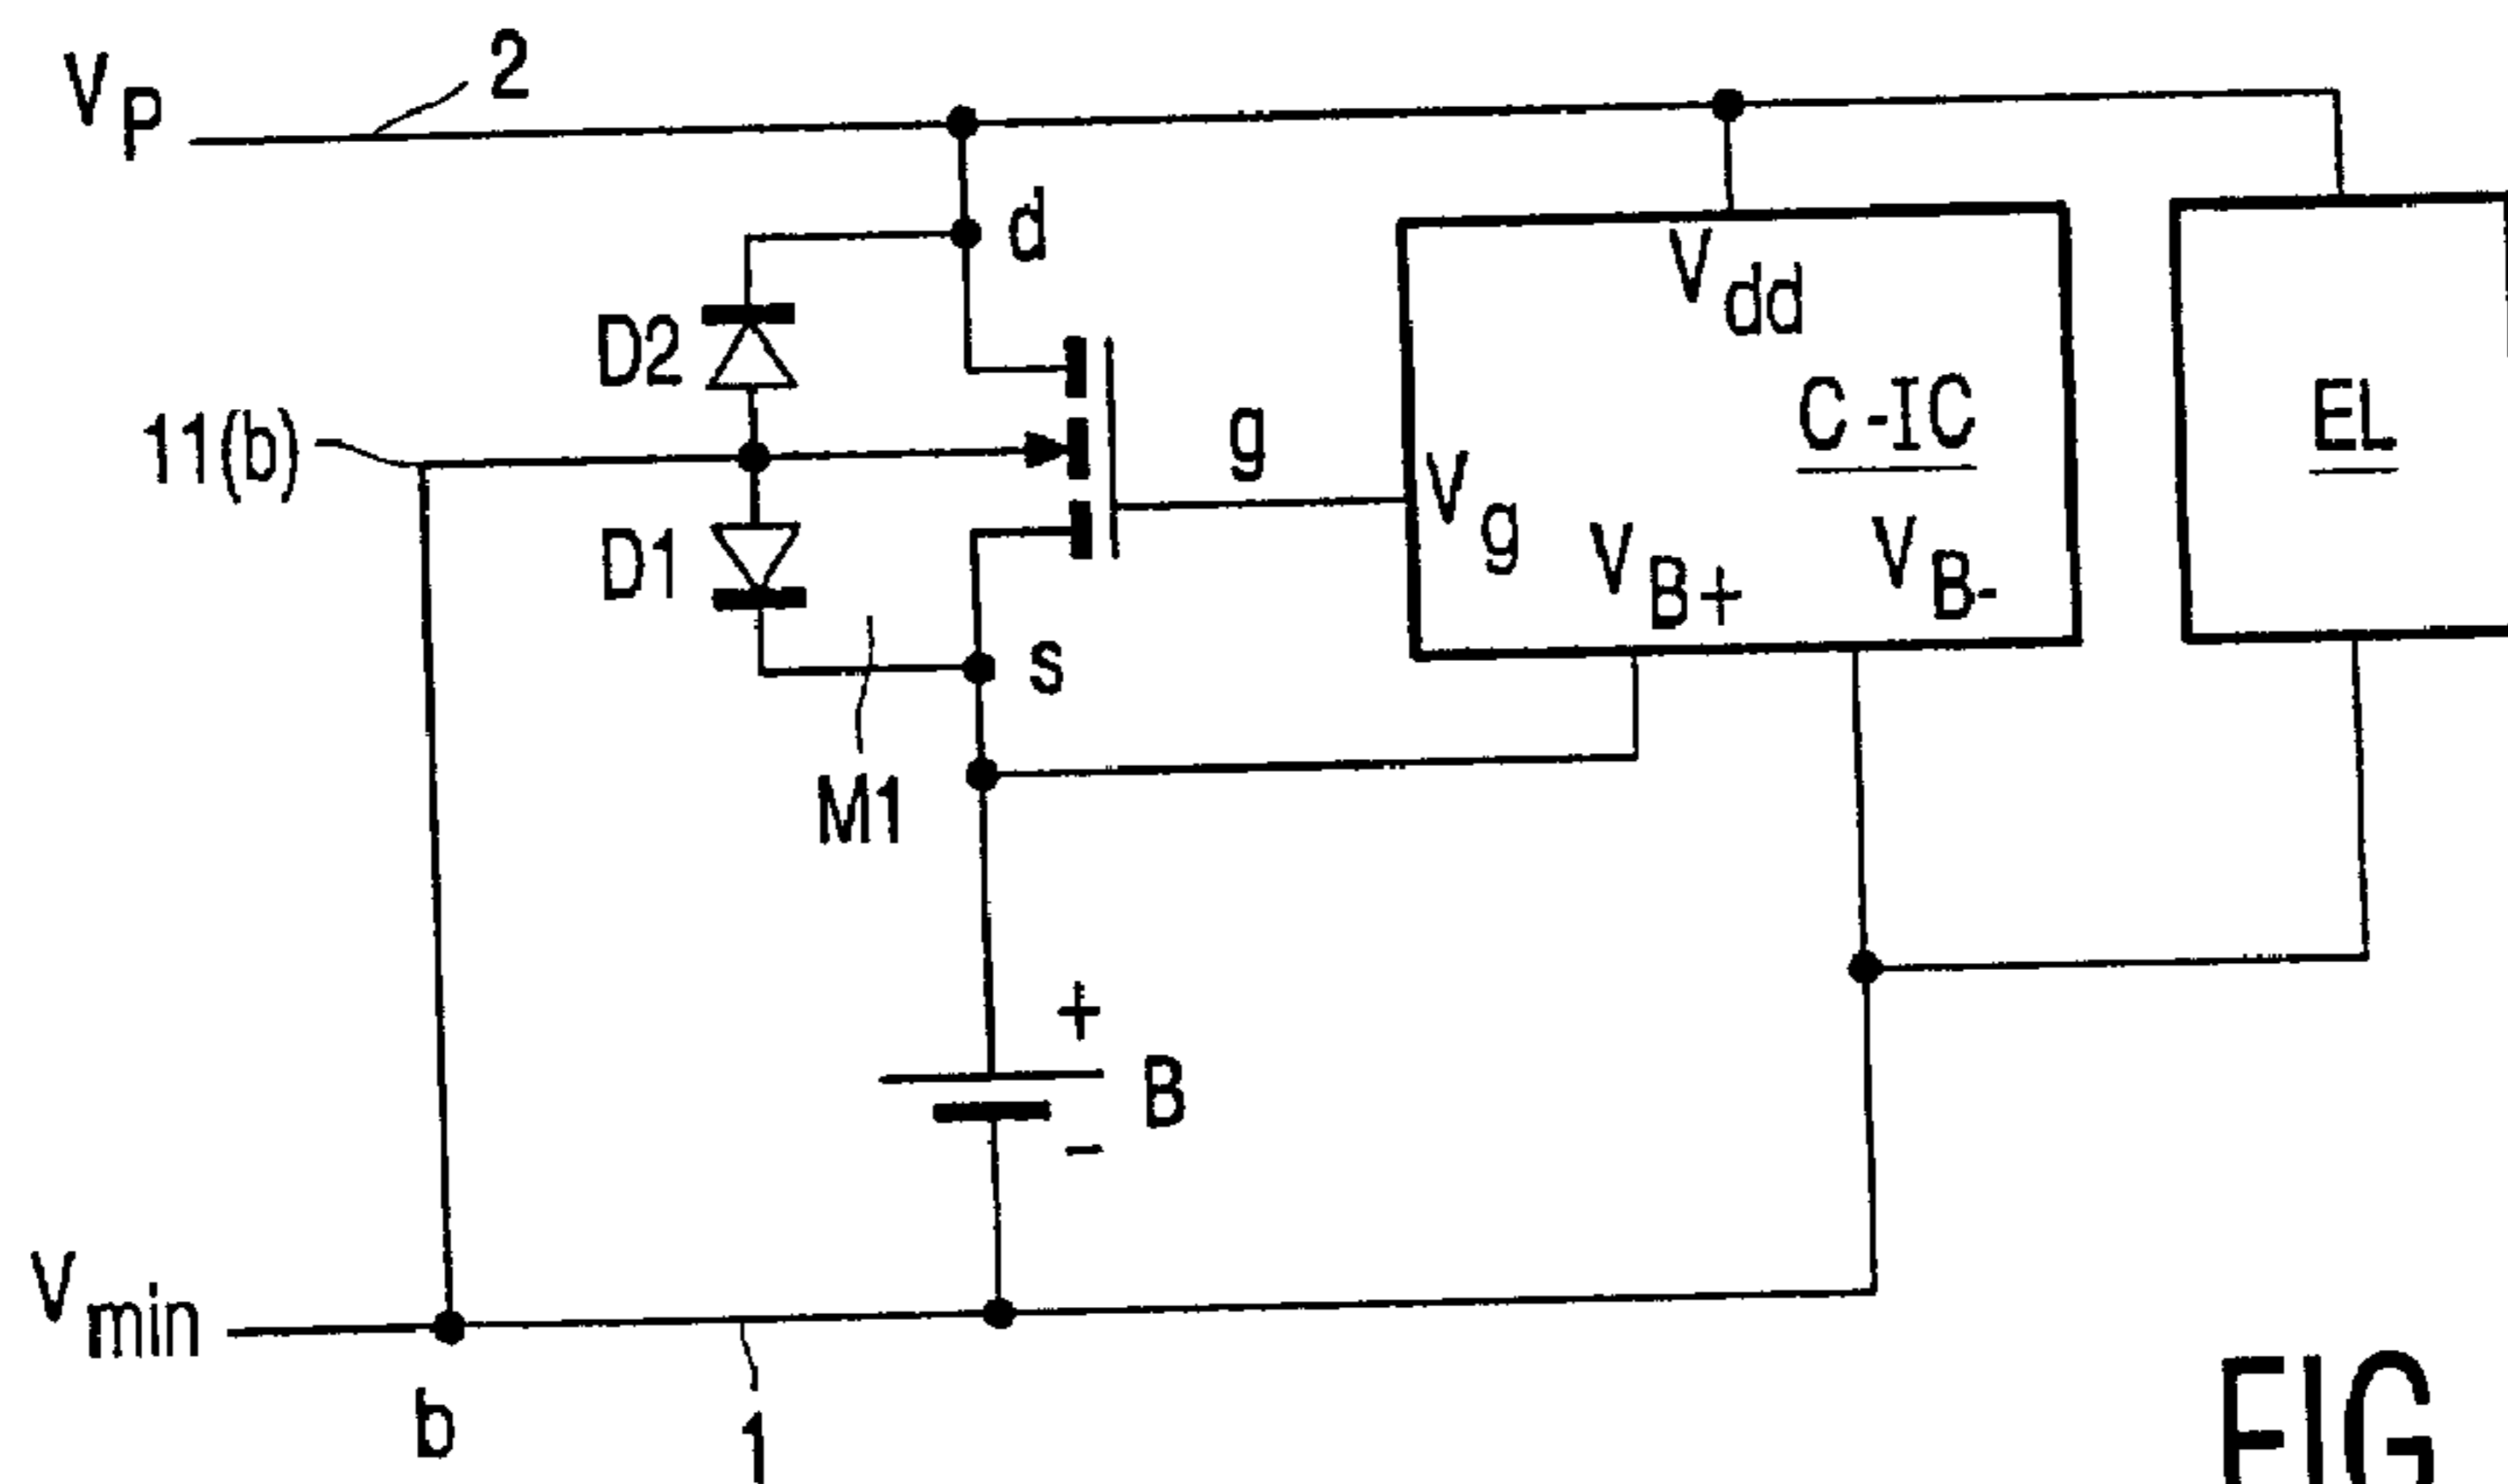 VP
2
d
Vdd
D2
C-IC
EL
11(b)
g
Vg
VB+
VB-
D1
s
M1
+
B
-
Vmin
b
1
FIG